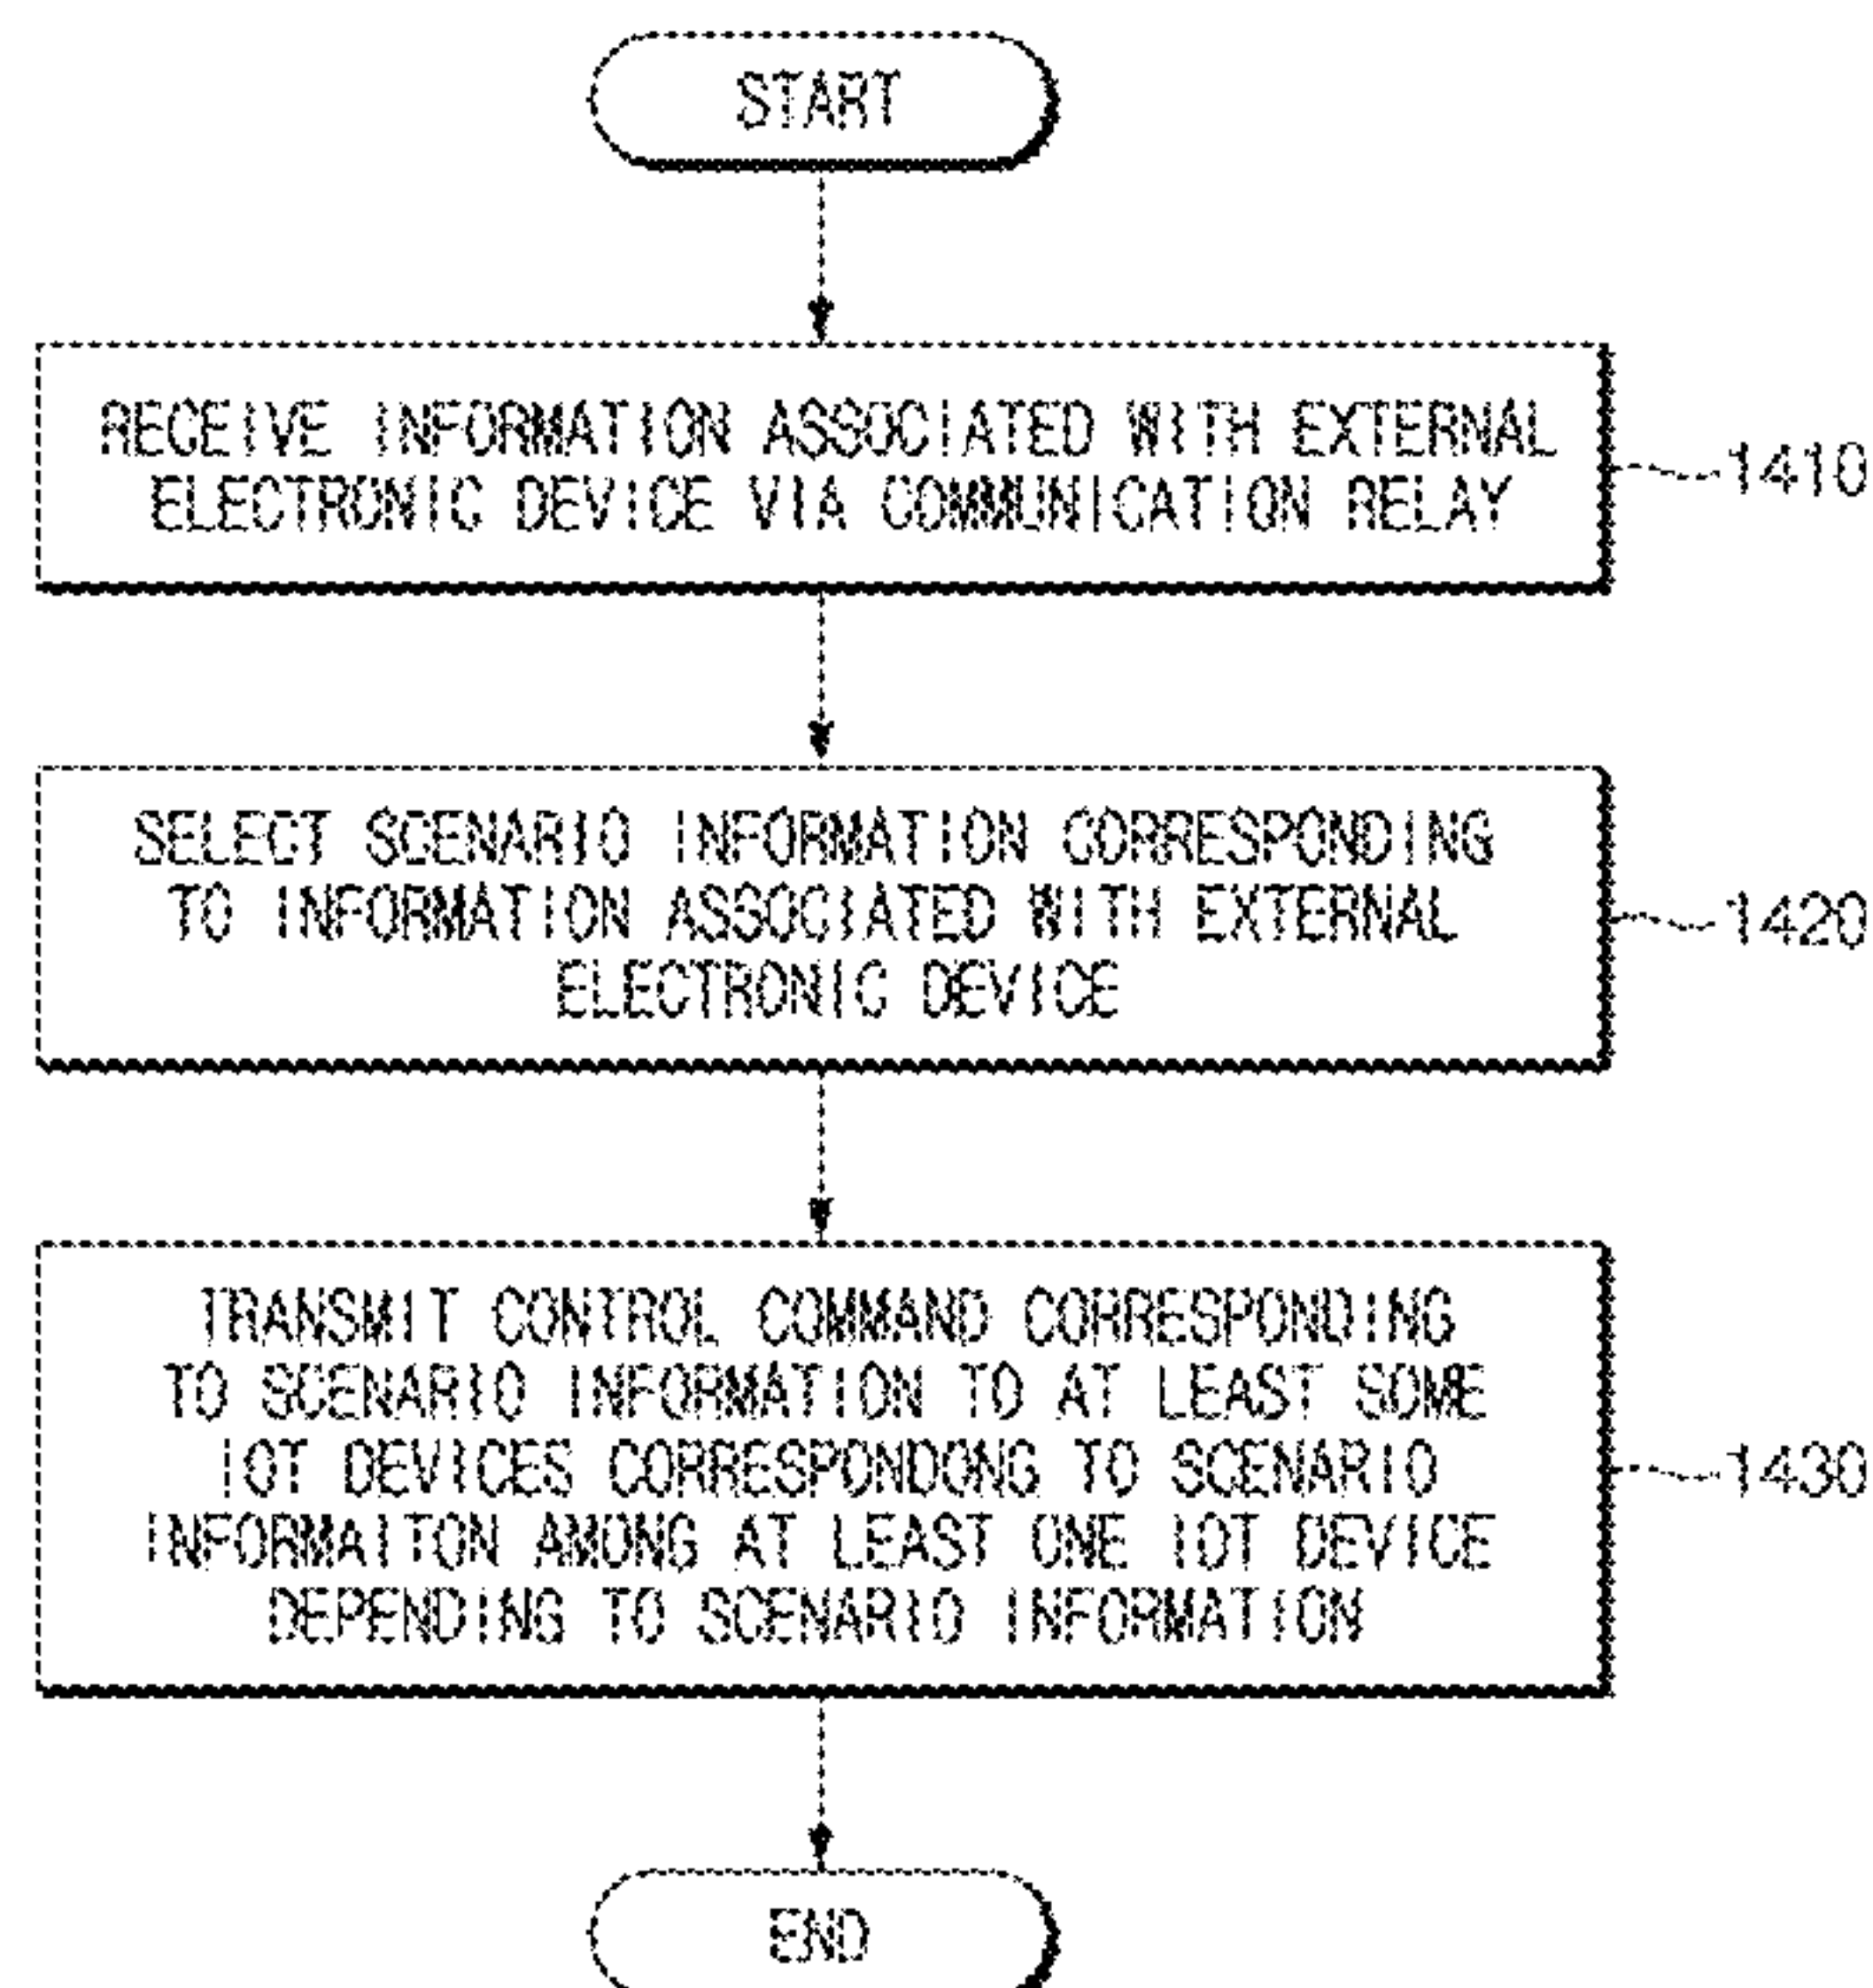 START
RECEIVE INFORMATION ASSOCIATED WITH EXTERNAL
ELECTRONIC DEVICE VIA COMMUNICATION RELAY
1410
SELECT SCENARIO INFORMATION CORRESPONDING
TO INFORMATION ASSOCIATED WITH EXTERNAL
ELECTRONIC DEVICE
1420
TRANSMIT CONTROL COMMAND CORRESPONDING
TO SCENARIO INFORMATION TO AT LEAST SOME
IOT DEVICES CORRESPONDONG TO SCENARIO
INFORMAITON AMONG AT LEAST ONE IOT DEVICE
DEPENDING TO SCENARIO INFORMATION
1430
END